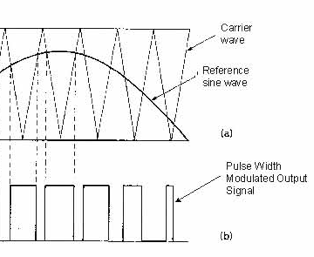 Carrier
wave
Reference
sine wave
(a)
Pulse Width
Modulated Output
Signal
(b)